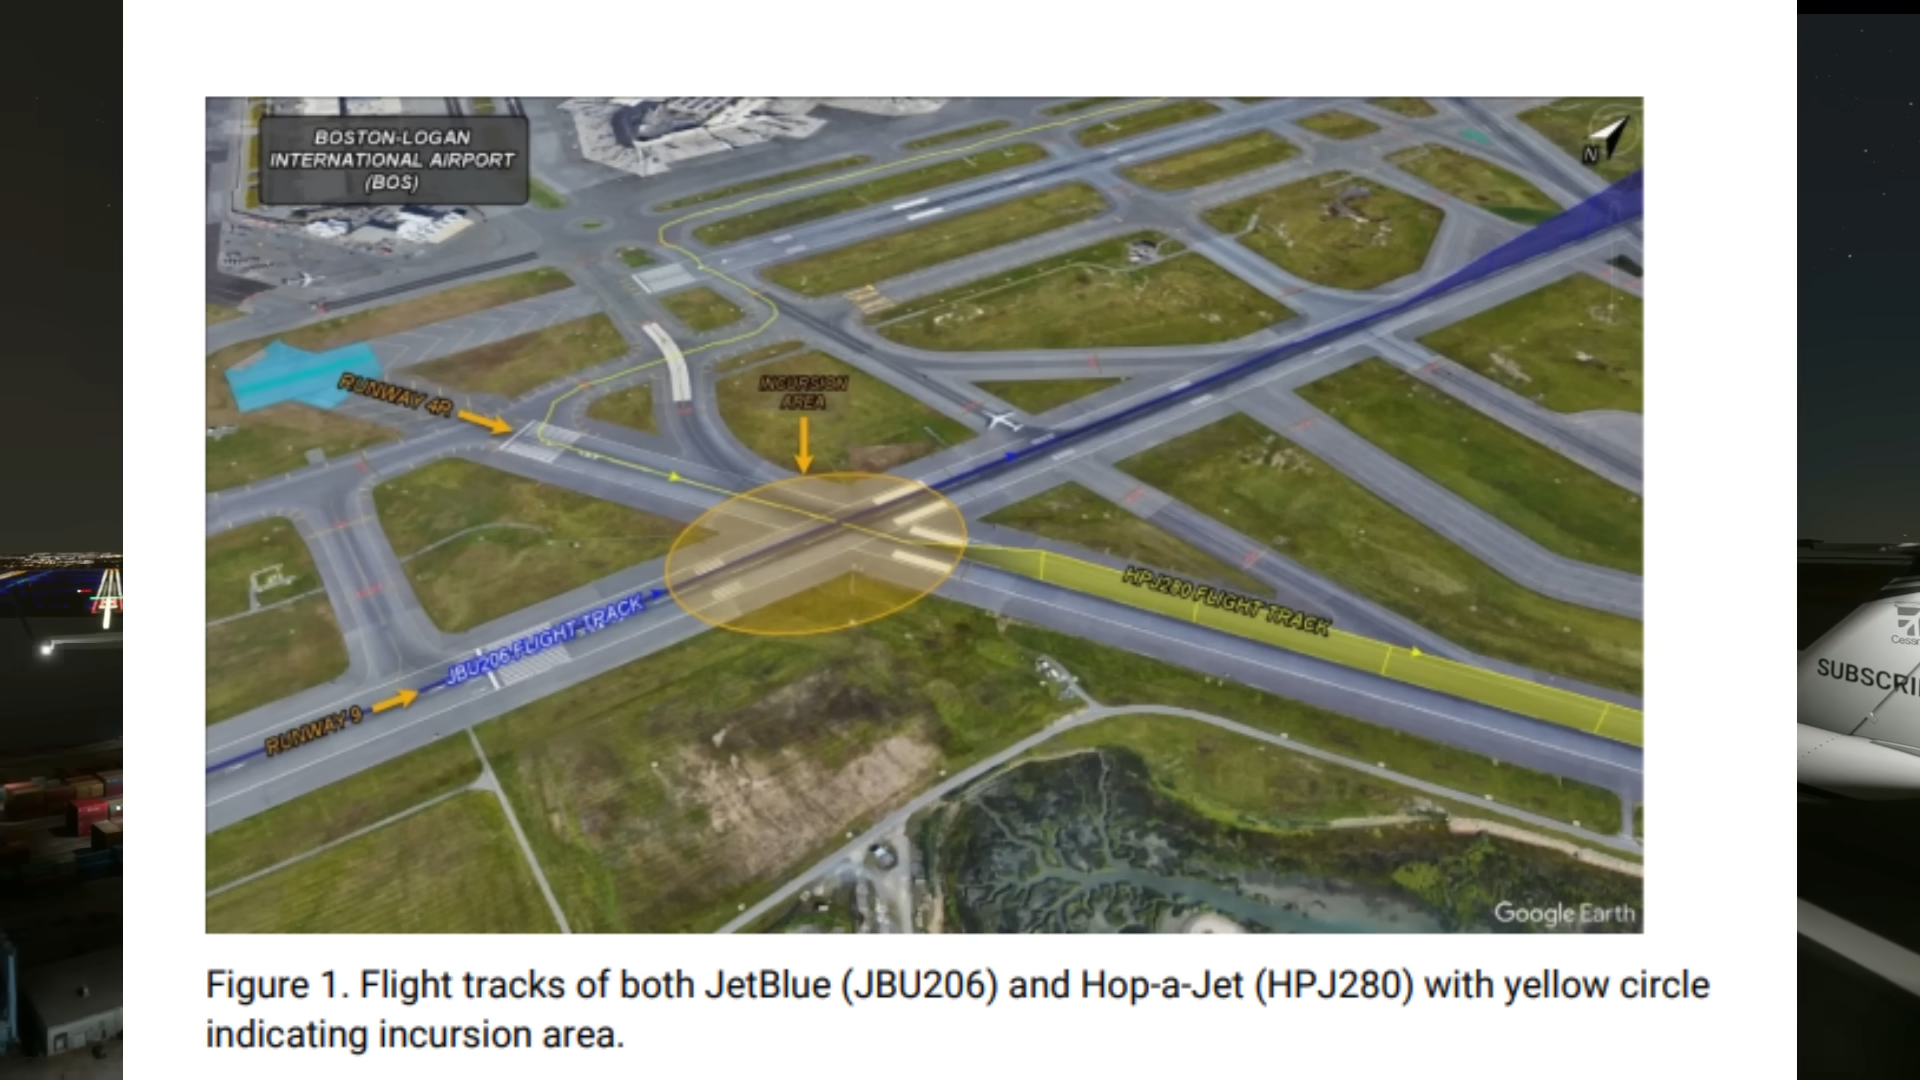 BOSTON-LOGAN
INTERNATIONAL AIRPORT
(BOS)
N
RUNWAY 4R
INCURSION
AREA
HPJ280 FLIGHT TRACK
JBU206 FLIGHT TRACK
RUNWAY 9
SUBSCRI
Google Earth
Figure 1. Flight tracks of both JetBlue (JBU206) and Hop-a-Jet (HPJ280) with yellow circle
indicating incursion area.